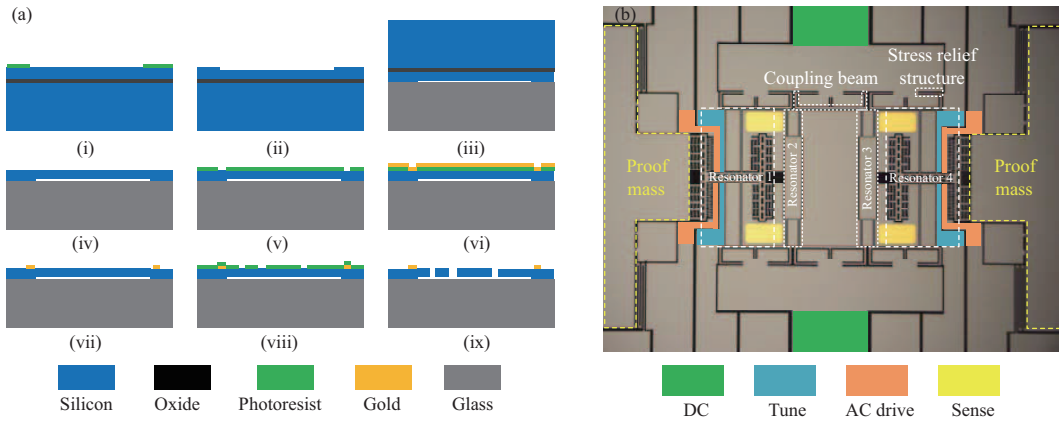 (a)
(i)
(ii)
(iii)
(iv)
(v)
(vi)
(vii)
(viii)
(ix)
Silicon
Oxide
Photoresist
Gold
Glass
(b)
Stress relief
structure
Coupling beam
Proof
mass
Resonator 1
Resonator 2
Resonator 3
Resonator 4
Proof
mass
DC
Tune
AC drive
Sense